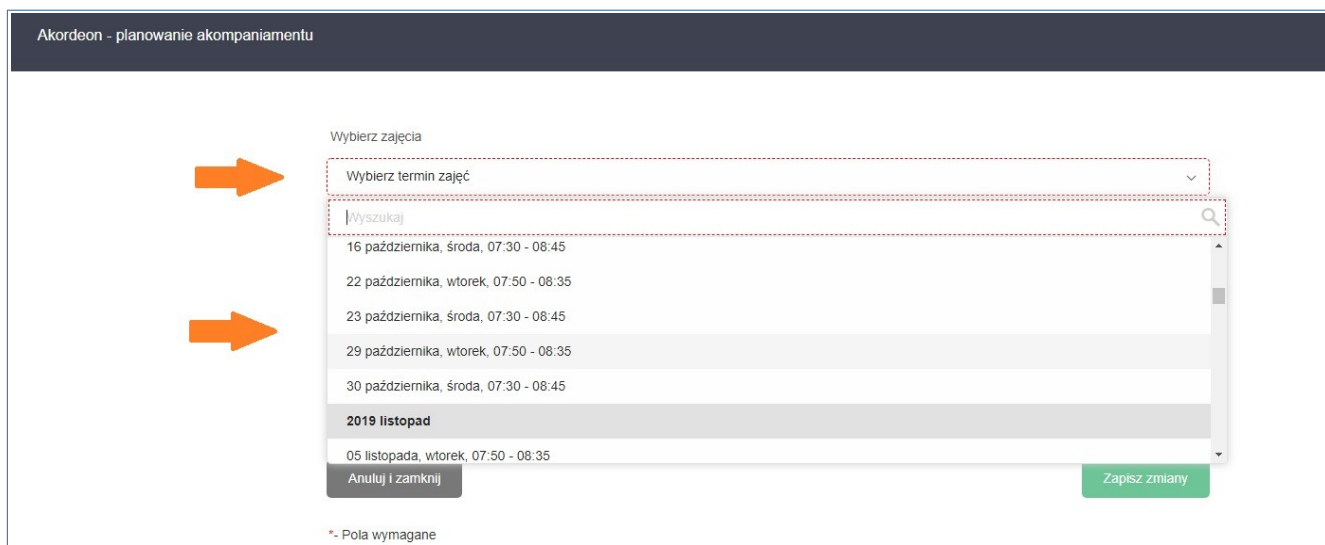 Akordeon - planowanie akompaniamentu
Wybierz zajęcia
Wybierz termin zajęć
Wyszukaj
16 października, środa, 07:30 - 08:45
22 października, wtorek, 07:50 - 08:35
23 października, środa, 07:30 - 08:45
29 października, wtorek, 07:50 - 08:35
30 października, środa, 07:30 - 08:45
2019 listopad
05 listopada, wtorek, 07:50 - 08:35
Anuluj i zamknij Zapisz zmiany
*- Pola wymagane